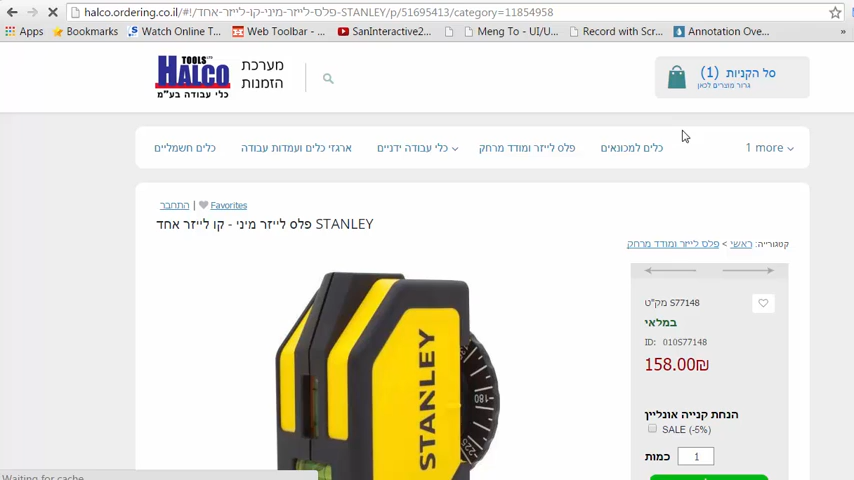 halco.ordering.co.il/#!/פלס-לייזר-מיני-קו-לייזר-אחד-STANLEY/p/51695413/category=11854958
Apps Bookmarks Watch Online T... Web Toolbar - ... SanInteractive2... Meng To - UI/U... Record with Scr... Annotation Ove... »
TOOLS LTD
HALCO
כלי עבודה בע"מ
מערכת
הזמנות
סל הקניות (1)
גרור מוצרים לכאן
כלים חשמליים ארגזי כלים ועמדות עבודה כלי עבודה ידניים פלס לייזר ומודד מרחק כלים למכונאים 1 more
התחבר | Favorites
פלס לייזר מיני - קו לייזר אחד STANLEY
קטגורייה: ראשי > פלס לייזר ומודד מרחק
מק"ט S77148
במלאי
ID: 010S77148
158.00₪
הנחת קנייה אונליין
SALE (-5%)
כמות 1
STANLEY
180
225
Waiting for cache